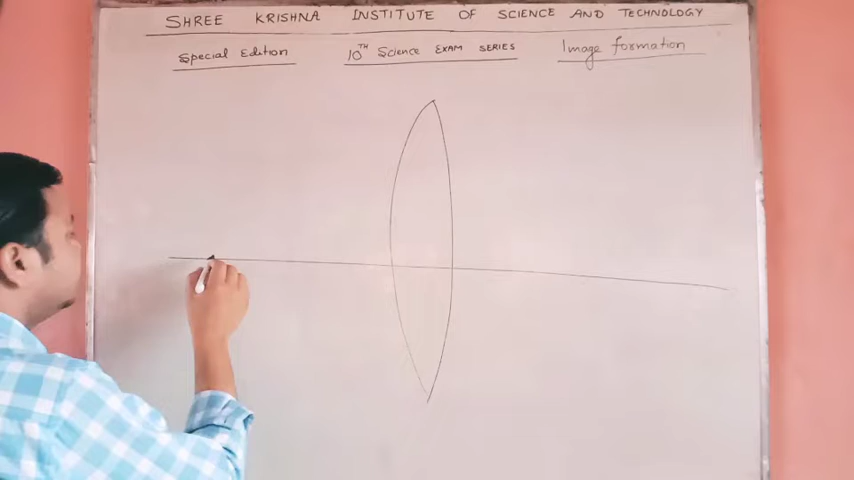 SHREE KRISHNA INSTITUTE OF SCIENCE AND TECHNOLOGY
Special Edition 10TH Science EXAM SERIES Image formation